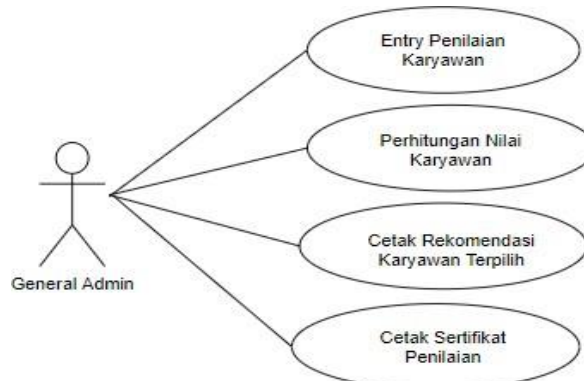 Entry Penilaian
Karyawan
Perhitungan Nilai
Karyawan
Cetak Rekomendasi
Karyawan Terpilih
General Admin
Cetak Sertifikat
Penilaian